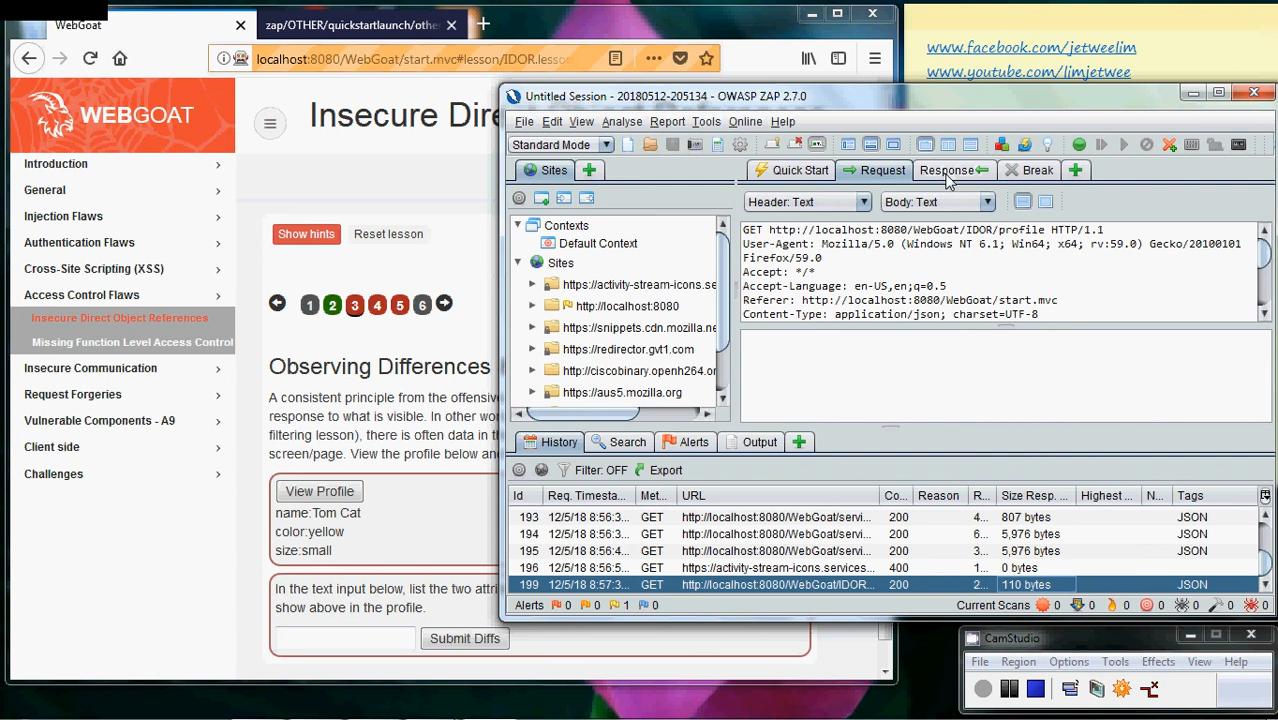 WebGoat
zap/OTHER/quickstartlaunch/othe
localhost:8080/WebGoat/start.mvc#lesson/IDOR.lesso
www.facebook.com/jetweelim
www.youtube.com/limjetwee
WEBGOAT
Introduction
General
Injection Flaws
Authentication Flaws
Cross-Site Scripting (XSS)
Access Control Flaws
Insecure Direct Object References
Missing Function Level Access Control
Insecure Communication
Request Forgeries
Vulnerable Components - A9
Client side
Challenges
Insecure Dire
Show hints
Reset lesson
1 2 3 4 5 6
Observing Differences
A consistent principle from the offensiv
response to what is visible. In other wo
filtering lesson), there is often data in th
screen/page. View the profile below an
View Profile
name:Tom Cat
color:yellow
size:small
In the text input below, list the two attri
show above in the profile.
Submit Diffs
Untitled Session - 20180512-205134 - OWASP ZAP 2.7.0
File Edit View Analyse Report Tools Online Help
Standard Mode
Sites
Quick Start
Request
Response
Break
Header: Text
Body: Text
Contexts
Default Context
Sites
https://activity-stream-icons.se
http://localhost:8080
https://snippets.cdn.mozilla.ne
https://redirector.gvt1.com
http://ciscobinary.openh264.or
https://aus5.mozilla.org
GET http://localhost:8080/WebGoat/IDOR/profile HTTP/1.1
User-Agent: Mozilla/5.0 (Windows NT 6.1; Win64; x64; rv:59.0) Gecko/20100101
Firefox/59.0
Accept: */*
Accept-Language: en-US,en;q=0.5
Referer: http://localhost:8080/WebGoat/start.mvc
Content-Type: application/json; charset=UTF-8
History
Search
Alerts
Output
Filter: OFF
Export
Id Req. Timesta... Met... URL Co... Reason R... Size Resp. ... Highest ... N... Tags
193 12/5/18 8:56:3... GET http://localhost:8080/WebGoat/servi... 200 4... 807 bytes JSON
194 12/5/18 8:56:3... GET http://localhost:8080/WebGoat/servi... 200 6... 5,976 bytes JSON
195 12/5/18 8:56:4... GET http://localhost:8080/WebGoat/servi... 200 3... 5,976 bytes JSON
196 12/5/18 8:56:5... GET https://activity-stream-icons.services... 400 1... 0 bytes
199 12/5/18 8:57:3... GET http://localhost:8080/WebGoat/IDOR... 200 2... 110 bytes JSON
Alerts 0 0 1 0
Current Scans 0 0 0 0 0 0 0
CamStudio
File Region Options Tools Effects View Help